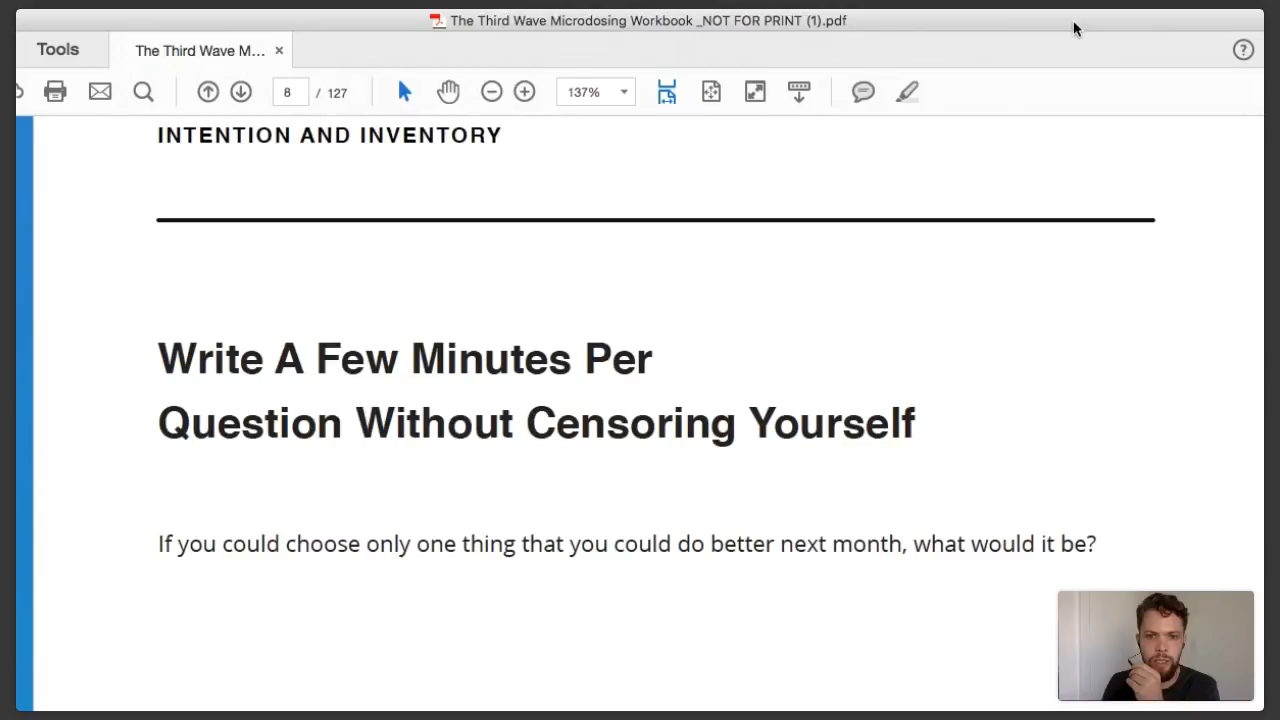 The Third Wave Microdosing Workbook _NOT FOR PRINT (1).pdf
Tools
The Third Wave M... ×
?
8 / 127
137%
INTENTION AND INVENTORY
Write A Few Minutes Per
Question Without Censoring Yourself
If you could choose only one thing that you could do better next month, what would it be?